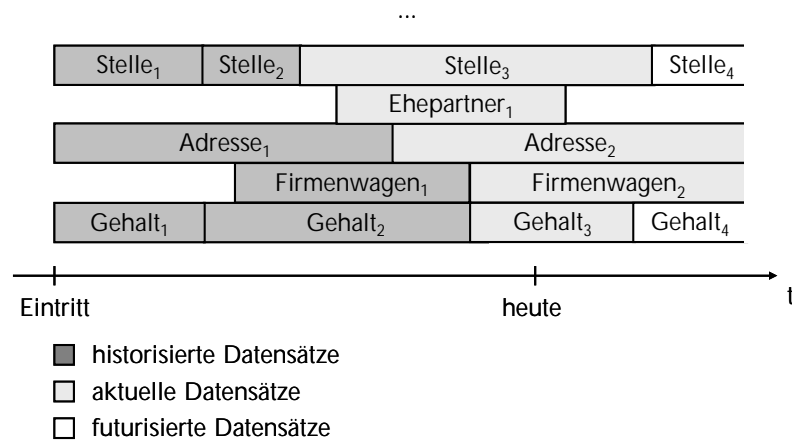 ...
Stelle₁ Stelle₂ Stelle₃ Stelle₄
Ehepartner₁
Adresse₁ Adresse₂
Firmenwagen₁ Firmenwagen₂
Gehalt₁ Gehalt₂ Gehalt₃ Gehalt₄
Eintritt heute t
historisierte Datensätze
aktuelle Datensätze
futurisierte Datensätze